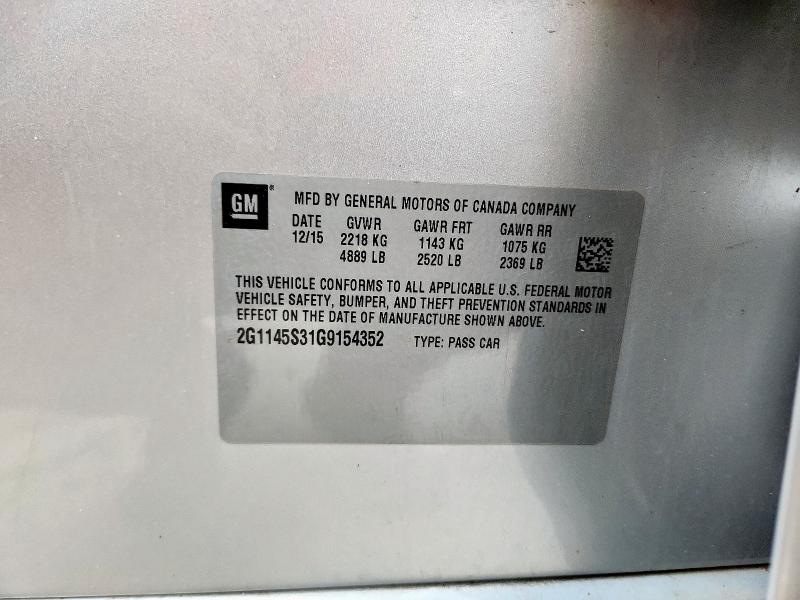 GM®
MFD BY GENERAL MOTORS OF CANADA COMPANY
DATE GVWR GAWR FRT GAWR RR
12/15 2218 KG 1143 KG 1075 KG
4889 LB 2520 LB 2369 LB
THIS VEHICLE CONFORMS TO ALL APPLICABLE U.S. FEDERAL MOTOR
VEHICLE SAFETY, BUMPER, AND THEFT PREVENTION STANDARDS IN
EFFECT ON THE DATE OF MANUFACTURE SHOWN ABOVE.
2G1145S31G9154352 TYPE: PASS CAR